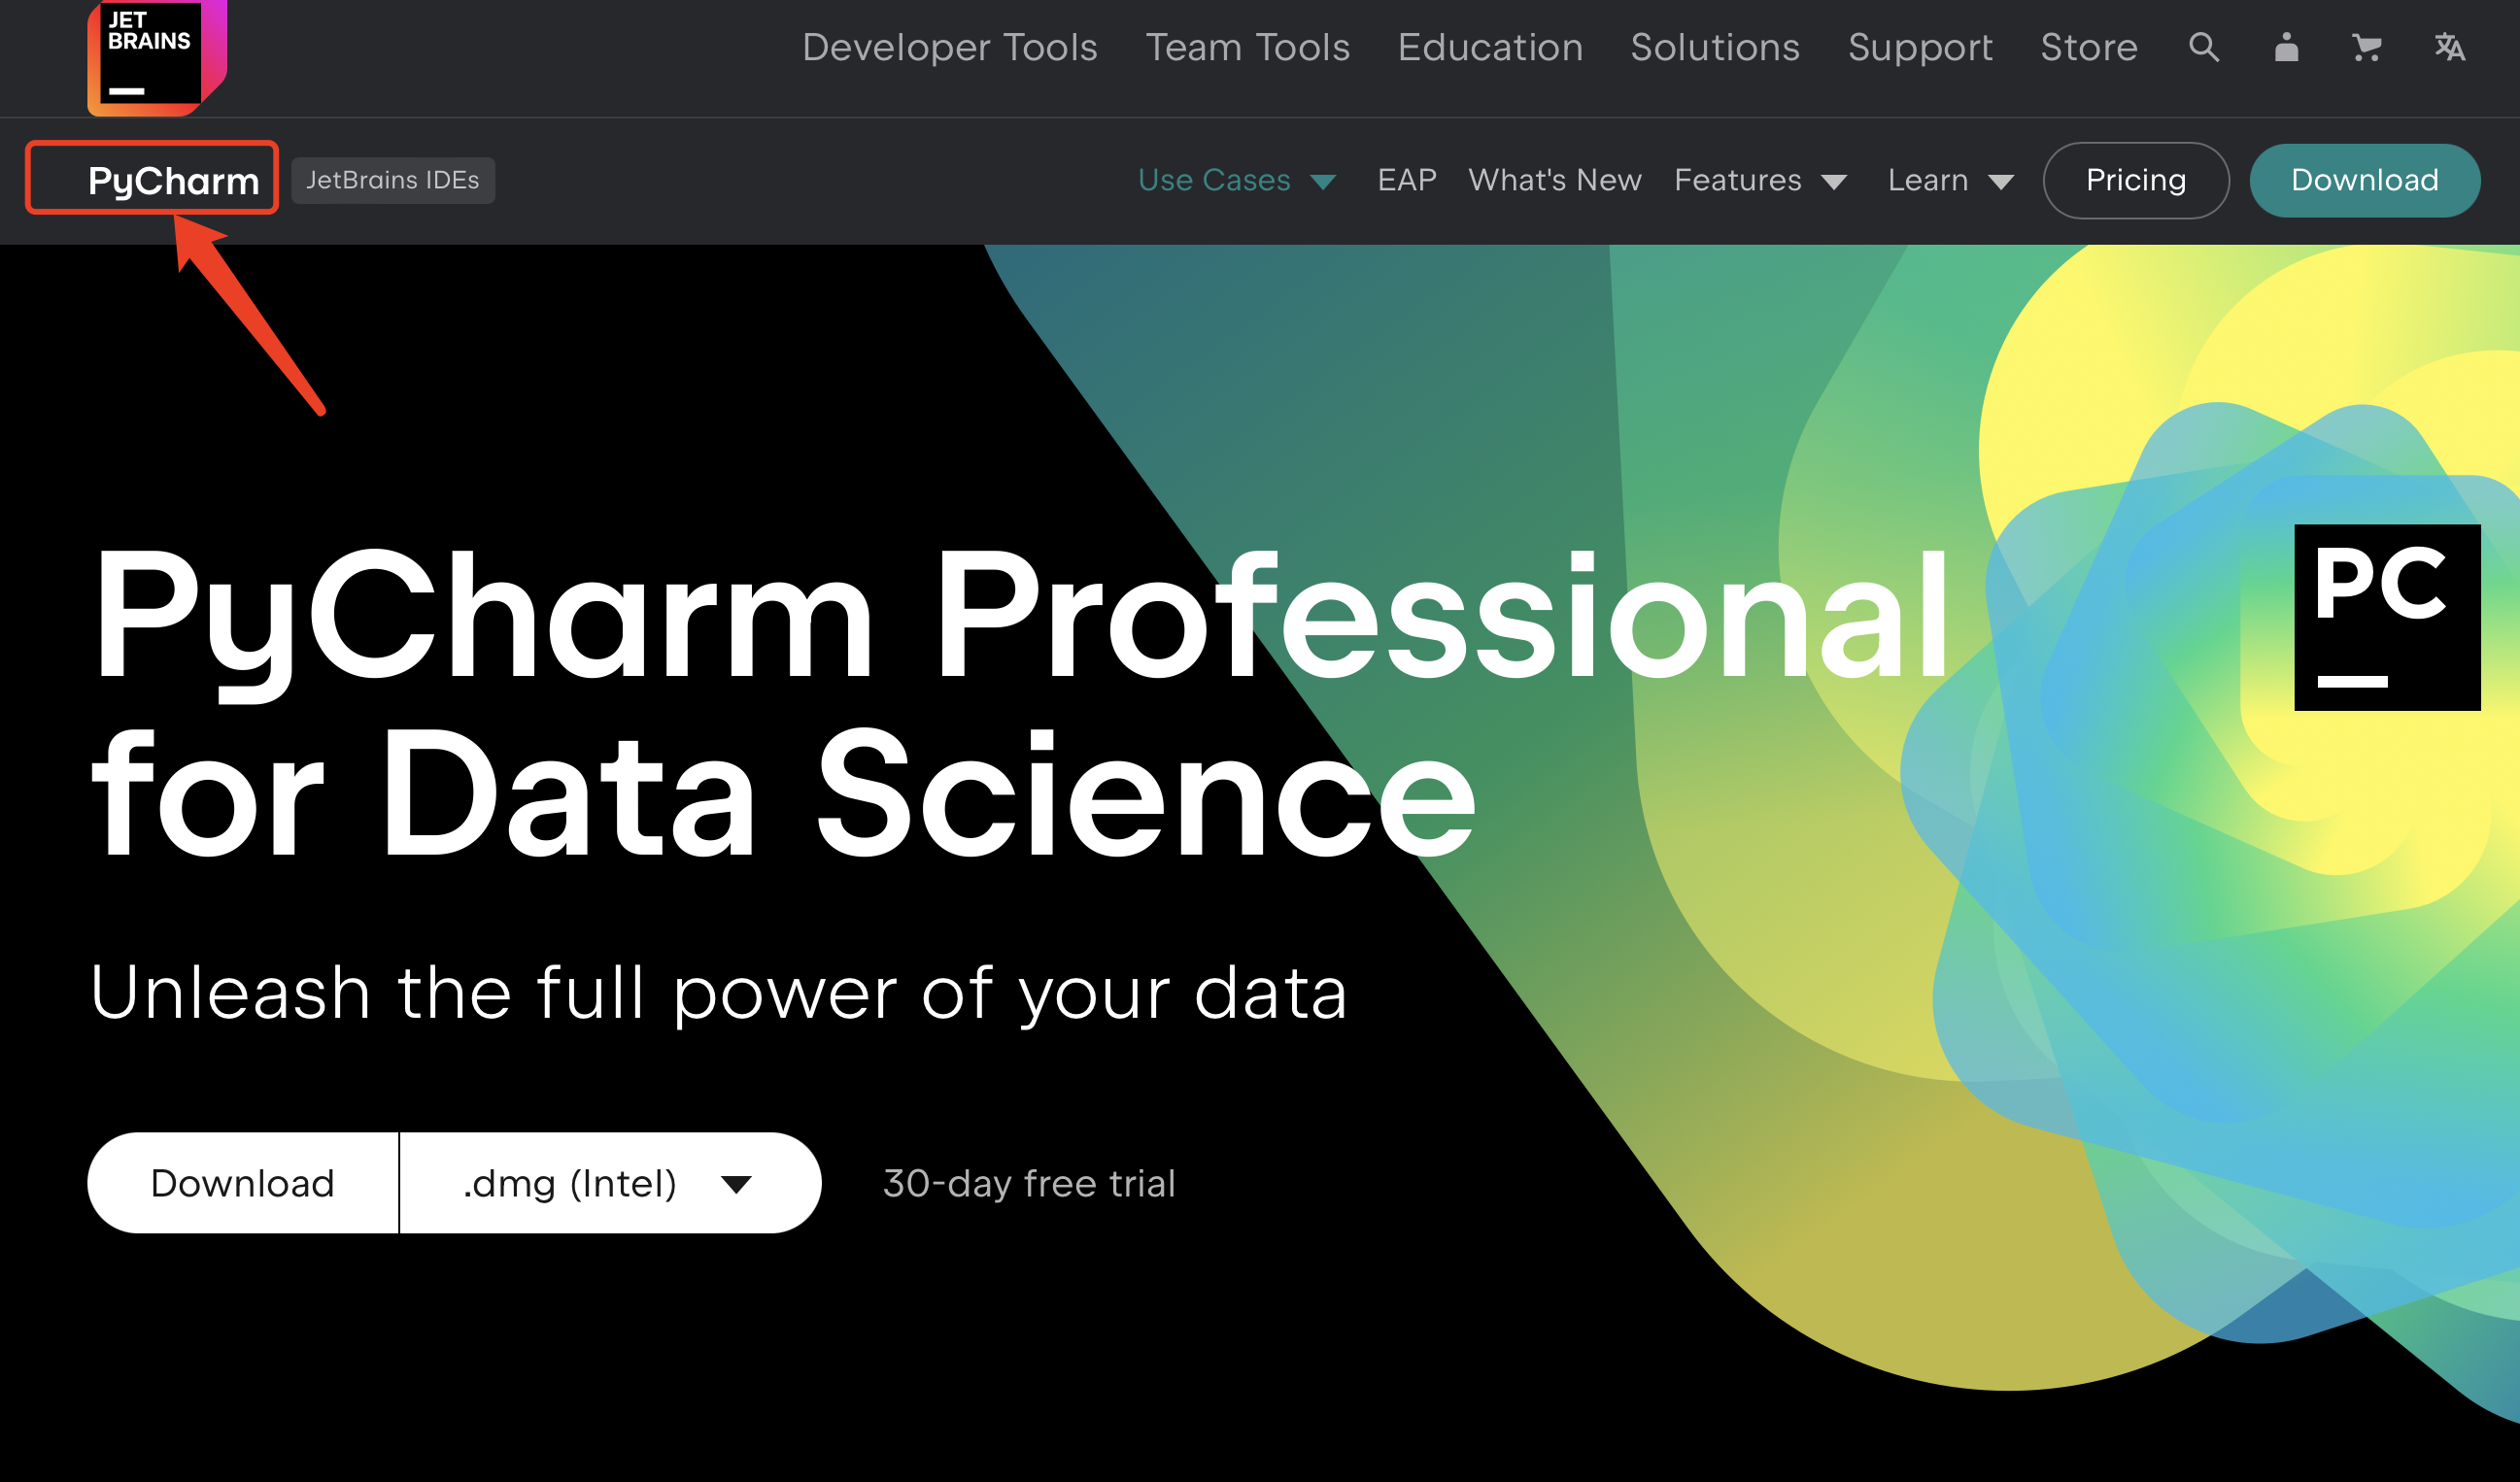 JET
BRAINS
Developer Tools Team Tools Education Solutions Support Store
PyCharm JetBrains IDEs Use Cases EAP What's New Features Learn Pricing Download
PyCharm Professional
for Data Science
PC
Unleash the full power of your data
Download .dmg (Intel) 30-day free trial